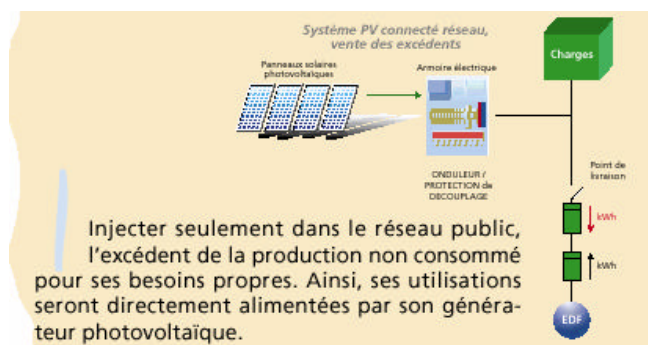 Système PV connecté réseau,
vente des excédents
Charges
Panneaux solaires
photovoltaïques
Armoire électrique
ONDULEUR /
PROTECTION de
DECOUPLAGE
Point de
livraison
kWh
kWh
EDF
Injecter seulement dans le réseau public,
l'excédent de la production non consommé
pour ses besoins propres. Ainsi, ses utilisations
seront directement alimentées par son généra-
teur photovoltaïque.